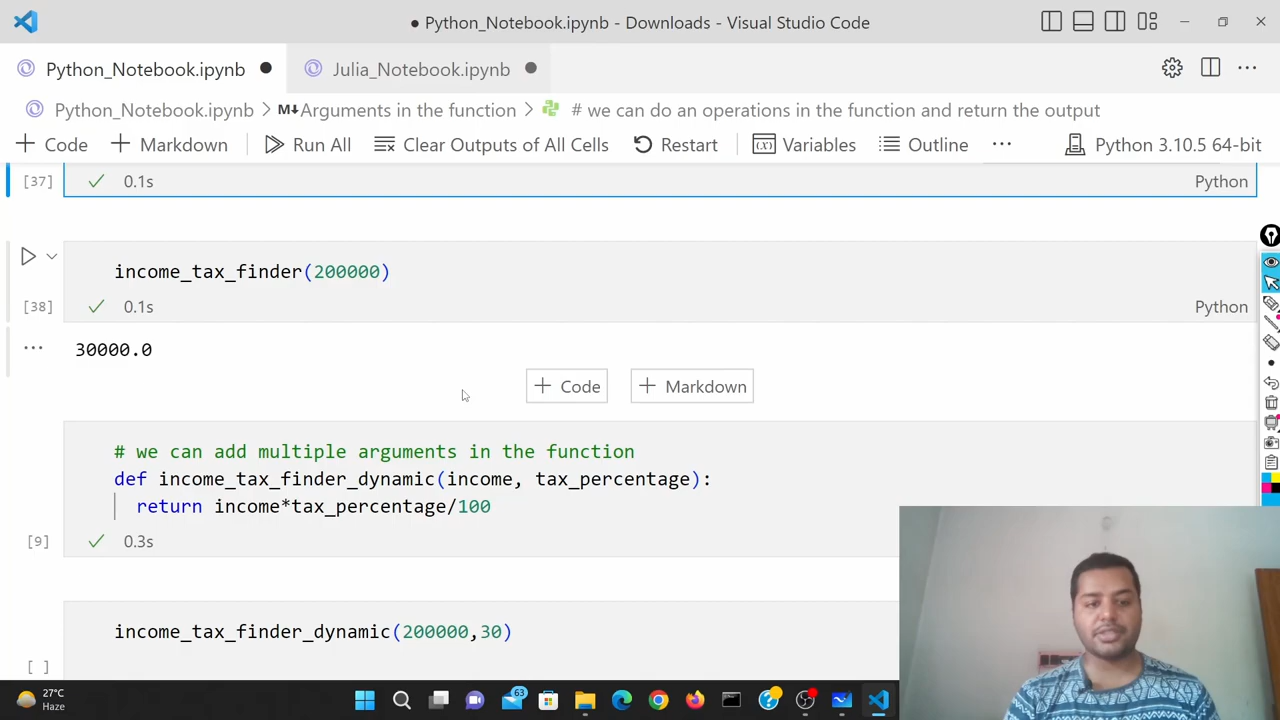 ● Python_Notebook.ipynb - Downloads - Visual Studio Code
Python_Notebook.ipynb ●
Julia_Notebook.ipynb ●
Python_Notebook.ipynb > M↓Arguments in the function > # we can do an operations in the function and return the output
+ Code + Markdown Run All Clear Outputs of All Cells Restart Variables Outline ... Python 3.10.5 64-bit
[37] ✓ 0.1s Python
income_tax_finder(200000)
[38] ✓ 0.1s Python
... 30000.0
+ Code + Markdown
# we can add multiple arguments in the function
def income_tax_finder_dynamic(income, tax_percentage):
return income*tax_percentage/100
[9] ✓ 0.3s
income_tax_finder_dynamic(200000,30)
[ ]
27°C
Haze
63